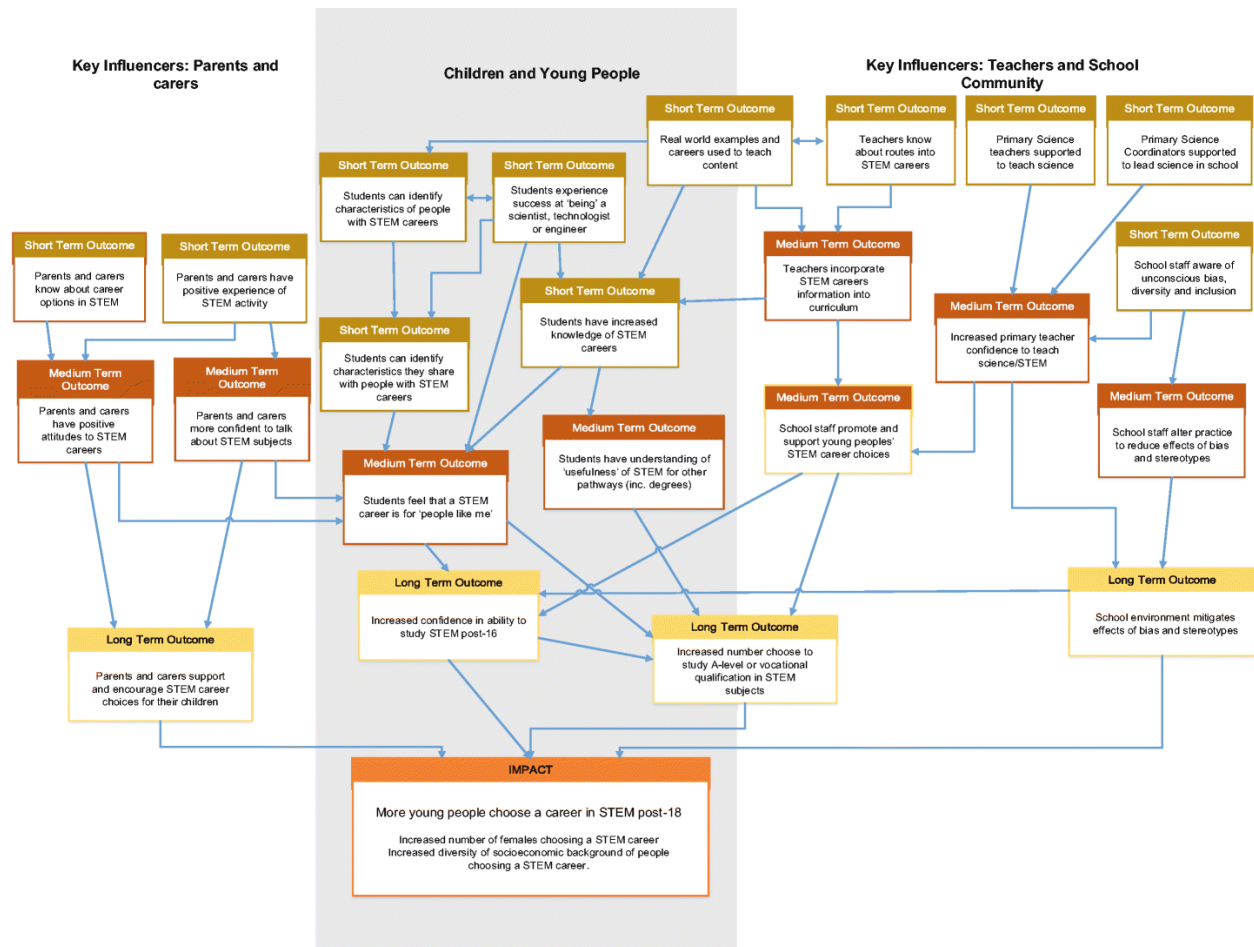 Key Influencers: Parents and
carers
Children and Young People
Key Influencers: Teachers and School
Community
Short Term Outcome
Real world examples and
careers used to teach
content
Short Term Outcome
Teachers know
about routes into
STEM careers
Short Term Outcome
Primary Science
teachers supported
to teach science
Short Term Outcome
Primary Science
Coordinators supported
to lead science in school
Short Term Outcome
Students can identify
characteristics of people
with STEM careers
Short Term Outcome
Students experience
success at ‘being’ a
scientist, technologist
or engineer
Short Term Outcome
Parents and carers
know about career
options in STEM
Short Term Outcome
Parents and carers have
positive experience of
STEM activity
Medium Term Outcome
Teachers incorporate
STEM careers
information into
curriculum
Short Term Outcome
School staff aware of
unconscious bias,
diversity and inclusion
Short Term Outcome
Students have increased
knowledge of STEM
careers
Medium Term Outcome
Increased primary teacher
confidence to teach
science/STEM
Short Term Outcome
Students can identify
characteristics they share
with people with STEM
careers
Medium Term
Outcome
Parents and carers
have positive
attitudes to STEM
careers
Medium Term
Outcome
Parents and carers
more confident to talk
about STEM subjects
Medium Term Outcome
School staff promote and
support young peoples’
STEM career choices
Medium Term Outcome
School staff alter practice
to reduce effects of bias
and stereotypes
Medium Term Outcome
Students have understanding of
‘usefulness’ of STEM for other
pathways (inc. degrees)
Medium Term Outcome
Students feel that a STEM
career is for ‘people like me’
Long Term Outcome
Increased confidence in ability to
study STEM post-16
Long Term Outcome
School environment mitigates
effects of bias and stereotypes
Long Term Outcome
Parents and carers support
and encourage STEM career
choices for their children
Long Term Outcome
Increased number choose to
study A-level or vocational
qualification in STEM
subjects
IMPACT
More young people choose a career in STEM post-18
Increased number of females choosing a STEM career
Increased diversity of socioeconomic background of people
choosing a STEM career.